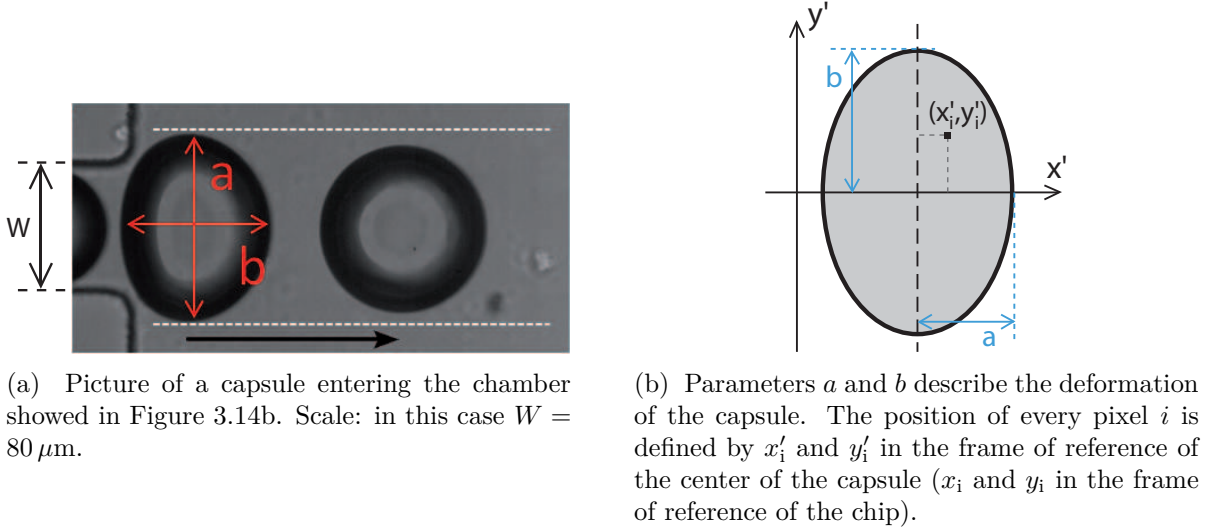 W
a
b
(a) Picture of a capsule entering the chamber
showed in Figure 3.14b. Scale: in this case W =
80 μm.
y'
b
(x'i,y'i)
x'
a
(b) Parameters a and b describe the deformation
of the capsule. The position of every pixel i is
defined by x'i and y'i in the frame of reference of
the center of the capsule (xi and yi in the frame
of reference of the chip).